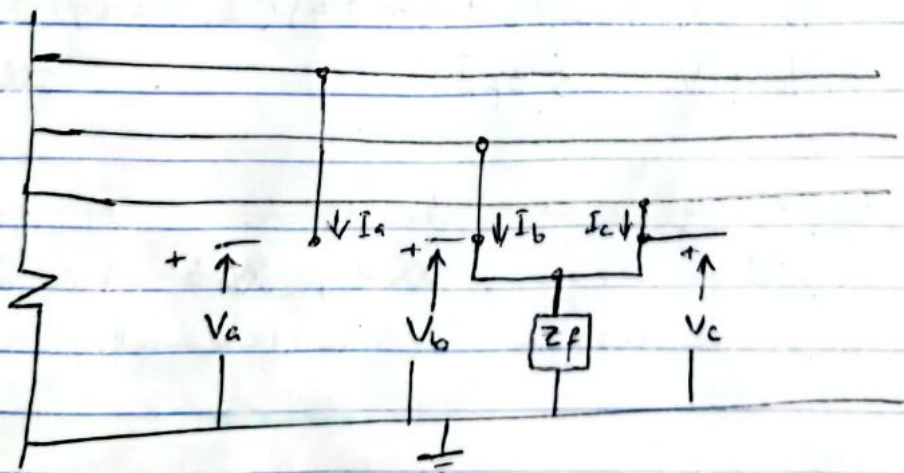 ↓ Ia
+ ↓ Ib Ic ↓
+ +
Va Vb Zf Vc